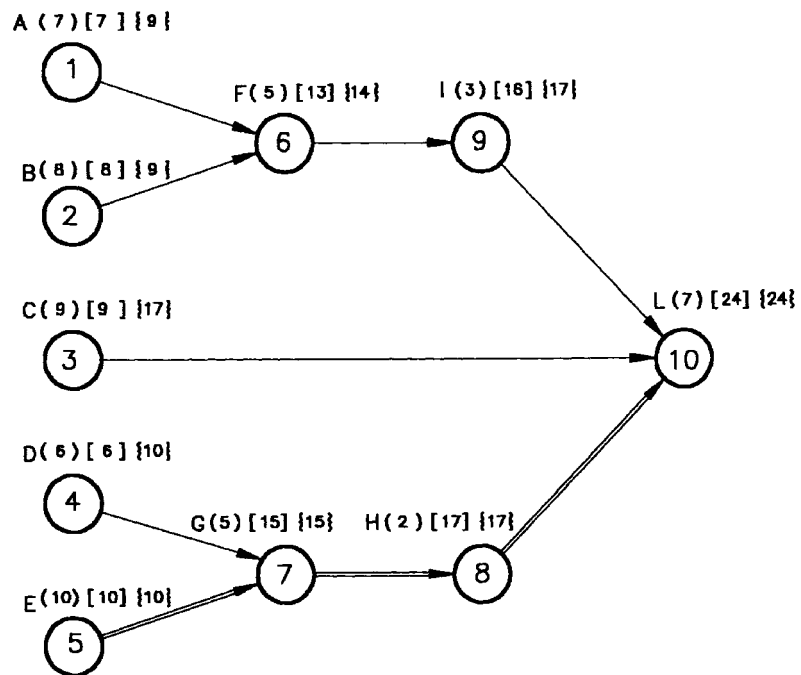 A (7) [7] {9}
1
F(5) [13] {14}
I (3) [16] {17}
6
9
B(8) [8] {9}
2
L (7) [24] {24}
C(9) [9] {17}
3
10
D(6) [6] {10}
4
G(5) [15] {15}
H(2) [17] {17}
7
8
E(10) [10] {10}
5